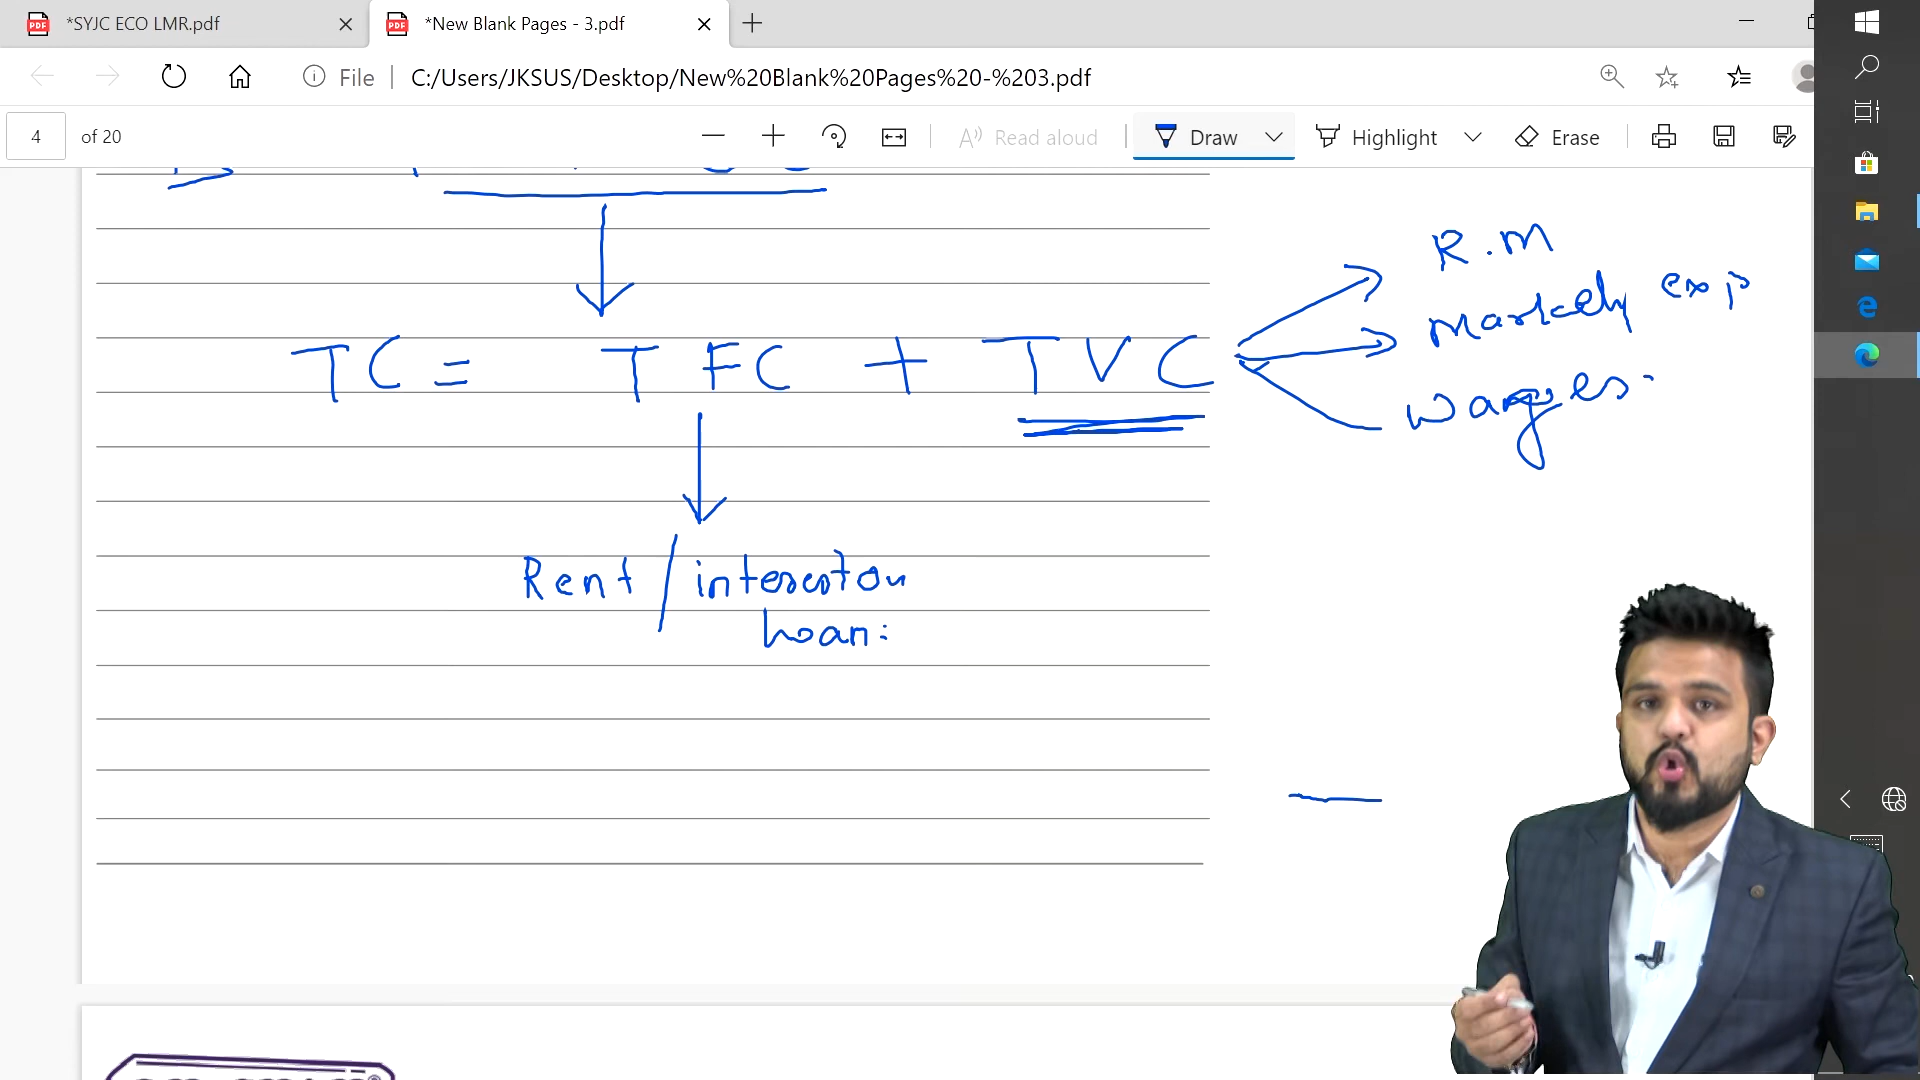 *SYJC ECO LMR.pdf
*New Blank Pages - 3.pdf
File
C:/Users/JKSUS/Desktop/New%20Blank%20Pages%20-%203.pdf
4 of 20
Read aloud
Draw
Highlight
Erase
R.M
exp
TC = TFC + TVC
wages
Rent / interest on
Loan: